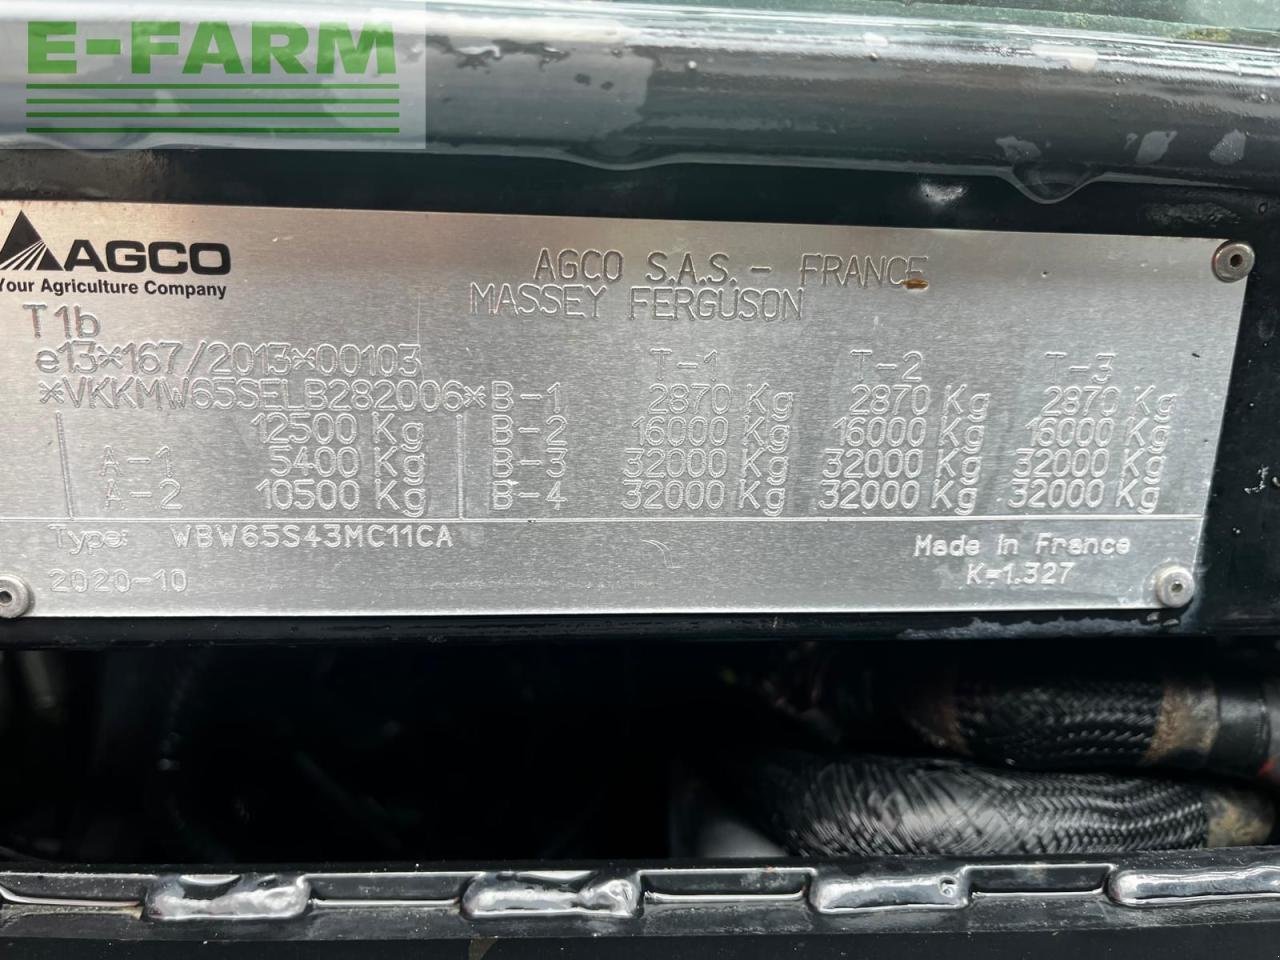 E-FARM
AGCO
Your Agriculture Company
AGCO S.A.S. - FRANCE
MASSEY FERGUSON
T1b
e13*167/2013*00103 T-1 T-2 T-3
*VKKMW65SELB282006* B-1 2870 Kg 2870 Kg 2870 Kg
12500 Kg B-2 16000 Kg 16000 Kg 16000 Kg
A-1 5400 Kg B-3 32000 Kg 32000 Kg 32000 Kg
A-2 10500 Kg B-4 32000 Kg 32000 Kg 32000 Kg
Type: WBW65S43MC11CA Made In France
2020-10 K=1.327